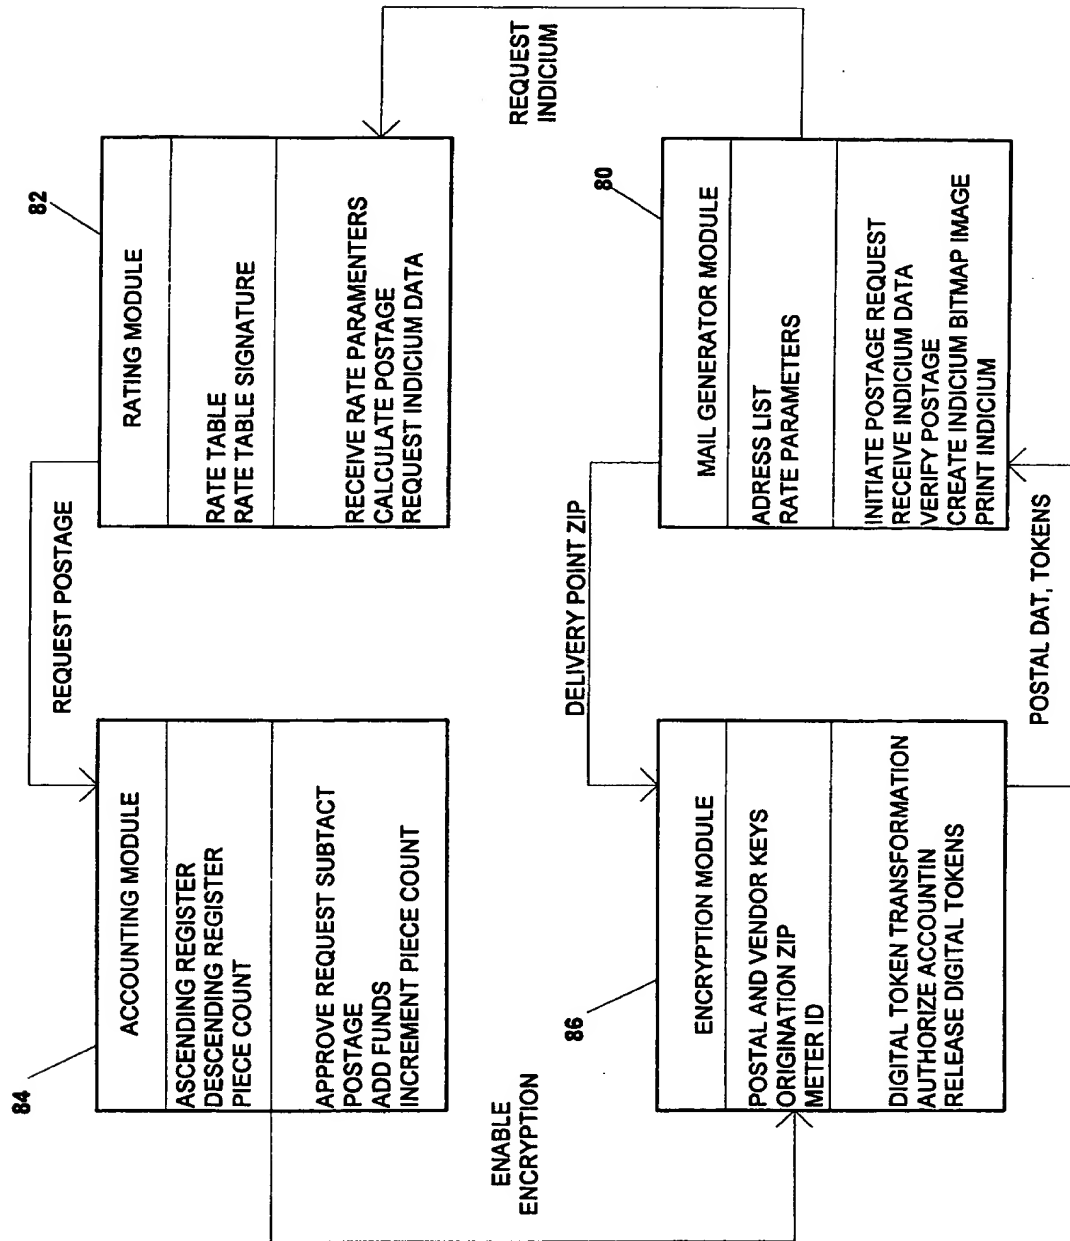 REQUEST POSTAGE
84
82
ACCOUNTING MODULE
ASCENDING REGISTER
DESCENDING REGISTER
PIECE COUNT
APPROVE REQUEST SUBTACT
POSTAGE
ADD FUNDS
INCREMENT PIECE COUNT
RATING MODULE
RATE TABLE
RATE TABLE SIGNATURE
RECEIVE RATE PARAMENTERS
CALCULATE POSTAGE
REQUEST INDICIUM DATA
ENABLE
ENCRYPTION
REQUEST
INDICIUM
DELIVERY POINT ZIP
86
80
ENCRYPTION MODULE
POSTAL AND VENDOR KEYS
ORIGINATION ZIP
METER ID
DIGITAL TOKEN TRANSFORMATION
AUTHORIZE ACCOUNTIN
RELEASE DIGITAL TOKENS
MAIL GENERATOR MODULE
ADRESS LIST
RATE PARAMETERS
INITIATE POSTAGE REQUEST
RECEIVE INDICIUM DATA
VERIFY POSTAGE
CREATE INDICIUM BITMAP IMAGE
PRINT INDICIUM
POSTAL DAT, TOKENS